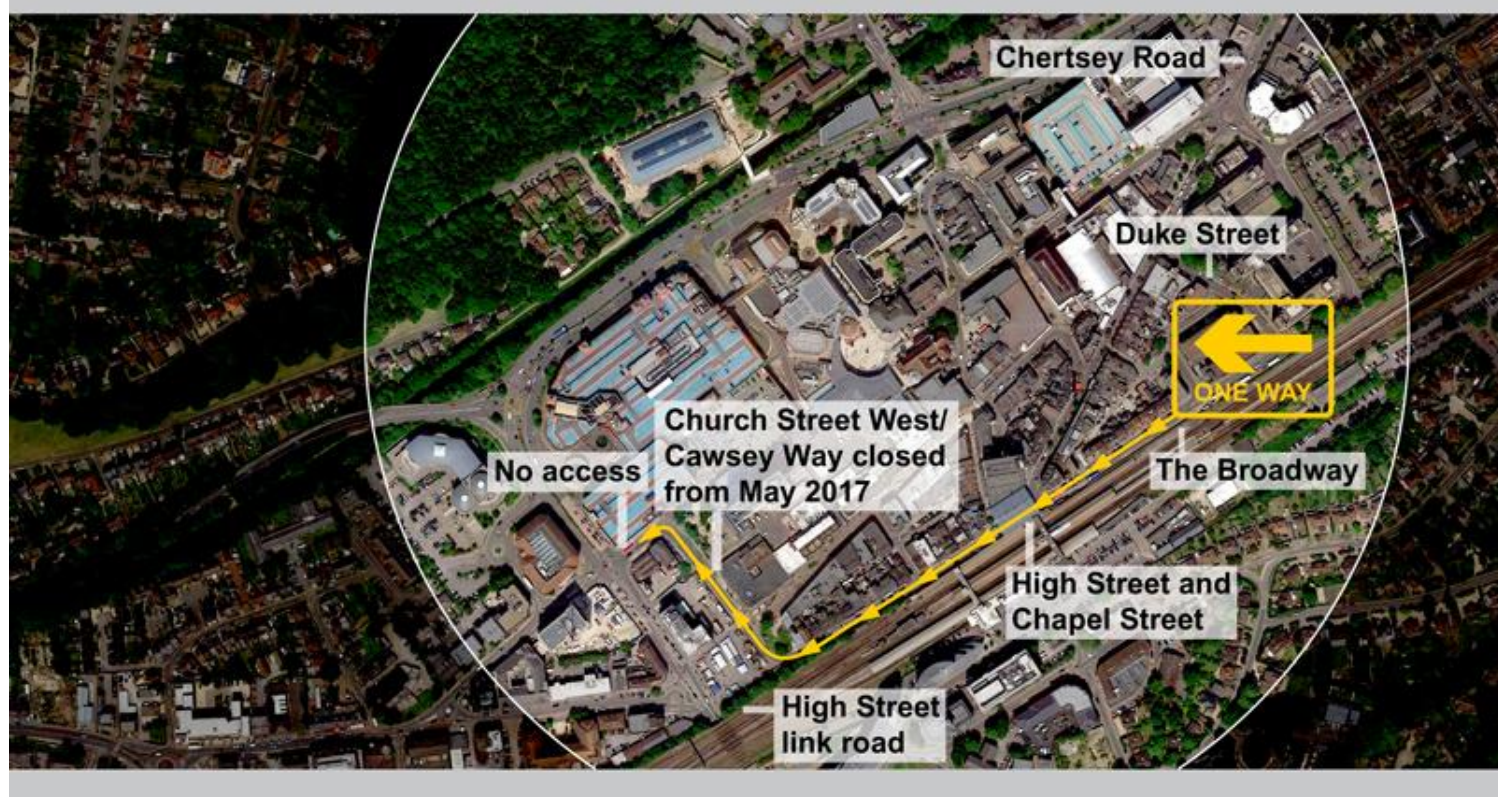 Chertsey Road
Duke Street
ONE WAY
Church Street West/
Cawsey Way closed
from May 2017
No access
The Broadway
High Street and
Chapel Street
High Street
link road